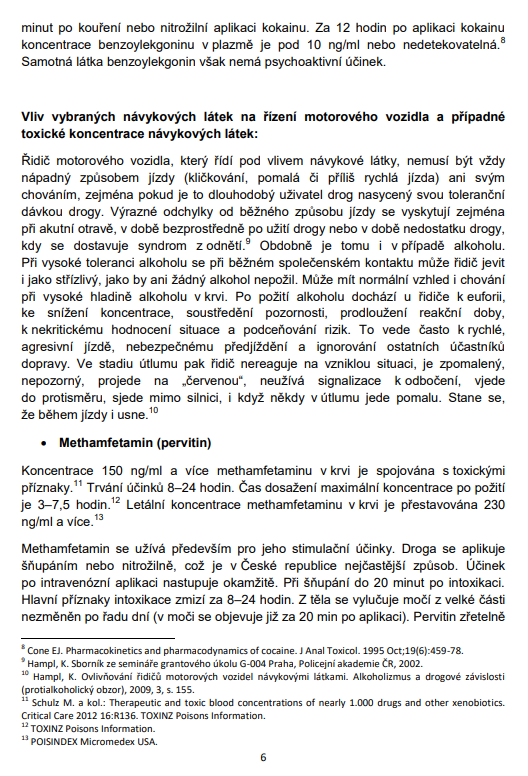 minut po kouření nebo nitrožilní aplikaci kokainu. Za 12 hodin po aplikaci kokainu
koncentrace benzoylekgoninu v plazmě je pod 10 ng/ml nebo nedetekovatelná.8
Samotná látka benzoylekgonin však nemá psychoaktivní účinek.
Vliv vybraných návykových látek na řízení motorového vozidla a případné
toxické koncentrace návykových látek:
Řidič motorového vozidla, který řídí pod vlivem návykové látky, nemusí být vždy
nápadný způsobem jízdy (kličkování, pomalá či příliš rychlá jízda) ani svým
chováním, zejména pokud je to dlouhodobý uživatel drog nasycený svou toleranční
dávkou drogy. Výrazné odchylky od běžného způsobu jízdy se vyskytují zejména
při akutní otravě, v době bezprostředně po užití drogy nebo v době nedostatku drogy,
kdy se dostavuje syndrom z odnětí.9 Obdobně je tomu i v případě alkoholu.
Při vysoké toleranci alkoholu se při běžném společenském kontaktu může řidič jevit
i jako střízlivý, jako by ani žádný alkohol nepožil. Může mít normální vzhled i chování
při vysoké hladině alkoholu v krvi. Po požití alkoholu dochází u řidiče k euforii,
ke snížení koncentrace, soustředění pozornosti, prodloužení reakční doby,
k nekritickému hodnocení situace a podceňování rizik. To vede často k rychlé,
agresivní jízdě, nebezpečnému předjíždění a ignorování ostatních účastníků
dopravy. Ve stadiu útlumu pak řidič nereaguje na vzniklou situaci, je zpomalený,
nepozorný, projede na „červenou“, neužívá signalizace k odbočení, vjede
do protisměru, sjede mimo silnici, i když někdy v útlumu jede pomalu. Stane se,
že během jízdy i usne.10
• Methamfetamin (pervitin)
Koncentrace 150 ng/ml a více methamfetaminu v krvi je spojována s toxickými
příznaky.11 Trvání účinků 8–24 hodin. Čas dosažení maximální koncentrace po požití
je 3–7,5 hodin.12 Letální koncentrace methamfetaminu v krvi je přestavována 230
ng/ml a více.13
Methamfetamin se užívá především pro jeho stimulační účinky. Droga se aplikuje
šňupáním nebo nitrožilně, což je v České republice nejčastější způsob. Účinek
po intravenózní aplikaci nastupuje okamžitě. Při šňupání do 20 minut po intoxikaci.
Hlavní příznaky intoxikace zmizí za 8–24 hodin. Z těla se vylučuje močí z velké části
nezměněn po řadu dní (v moči se objevuje již za 20 min po aplikaci). Pervitin zřetelně
8 Cone EJ. Pharmacokinetics and pharmacodynamics of cocaine. J Anal Toxicol. 1995 Oct;19(6):459-78.
9 Hampl, K. Sborník ze semináře grantového úkolu G-004 Praha, Policejní akademie ČR, 2002.
10 Hampl, K. Ovlivňování řidičů motorových vozidel návykovými látkami. Alkoholizmus a drogové závislosti
(protialkoholický obzor), 2009, 3, s. 155.
11 Schulz M. a kol.: Therapeutic and toxic blood concentrations of nearly 1.000 drugs and other xenobiotics.
Critical Care 2012 16:R136. TOXINZ Poisons Information.
12 TOXINZ Poisons Information.
13 POISINDEX Micromedex USA.
6